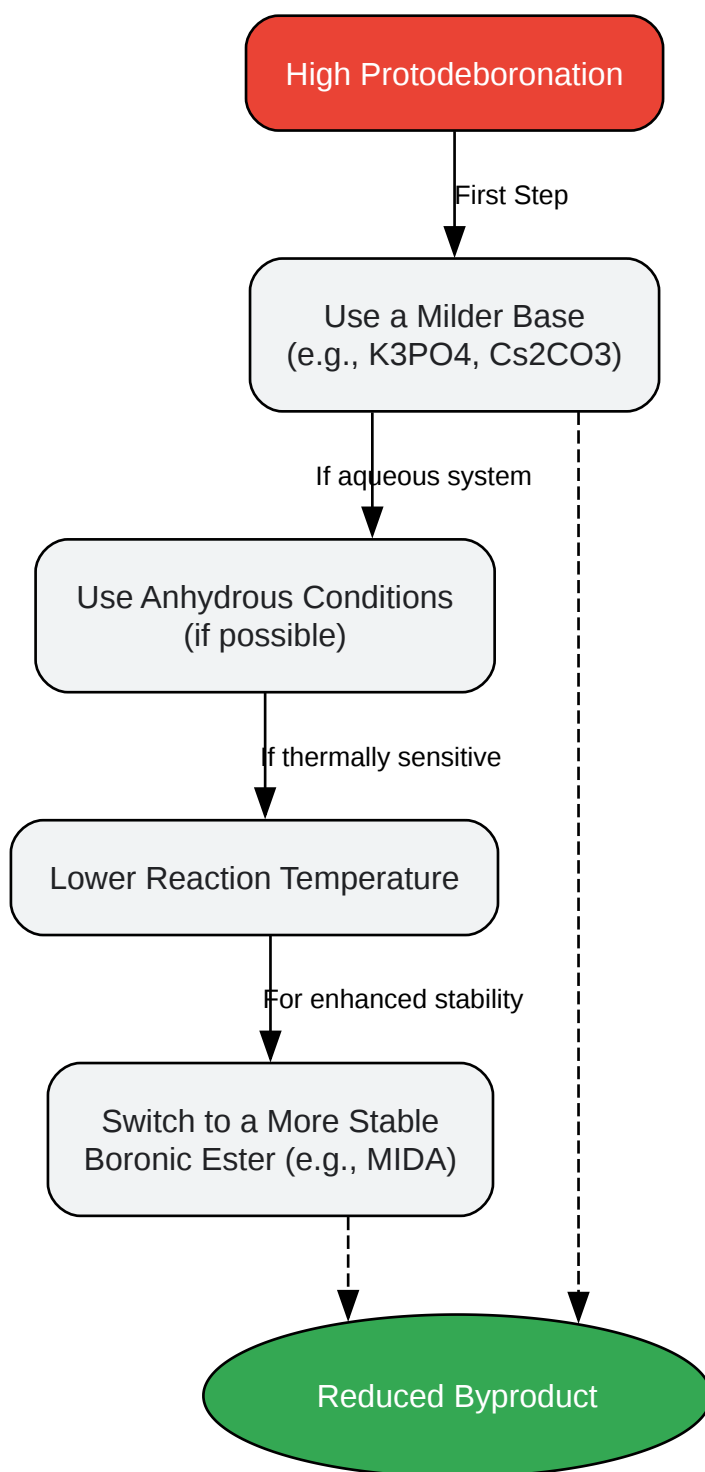 High Protodeboronation
First Step
Use a Milder Base
(e.g., K3PO4, Cs2CO3)
If aqueous system
Use Anhydrous Conditions
(if possible)
If thermally sensitive
Lower Reaction Temperature
For enhanced stability
Switch to a More Stable
Boronic Ester (e.g., MIDA)
Reduced Byproduct